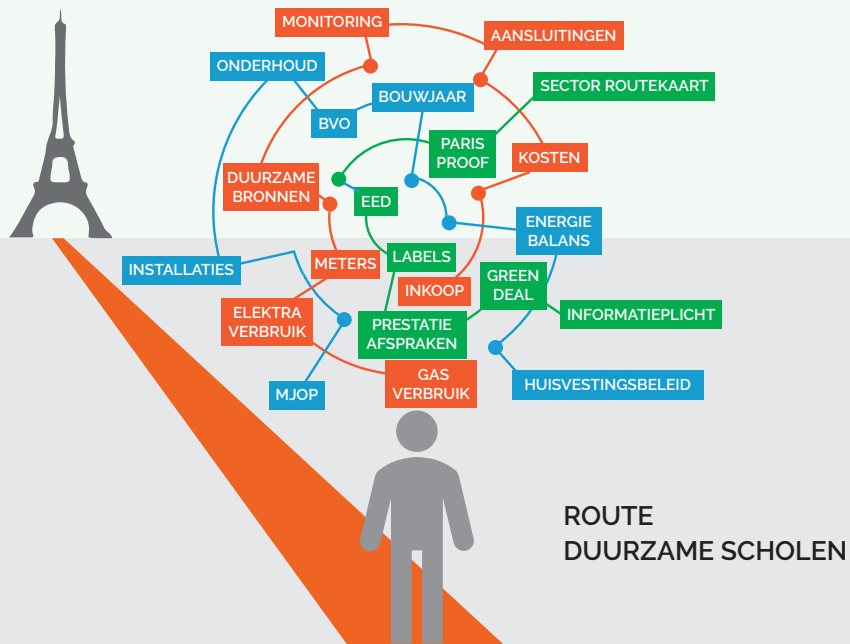 MONITORING
AANSLUITINGEN
ONDERHOUD
SECTOR ROUTEKAART
BOUWJAAR
BVO
PARIS
PROOF
KOSTEN
DUURZAME
BRONNEN
EED
ENERGIE
BALANS
LABELS
METERS
INSTALLATIES
GREEN
DEAL
INKOOP
ELEKTRA
VERBRUIK
INFORMATIEPLICHT
PRESTATIE
AFSPRAKEN
GAS
VERBRUIK
HUISVESTINGSBELEID
MJOP
ROUTE
DUURZAME SCHOLEN